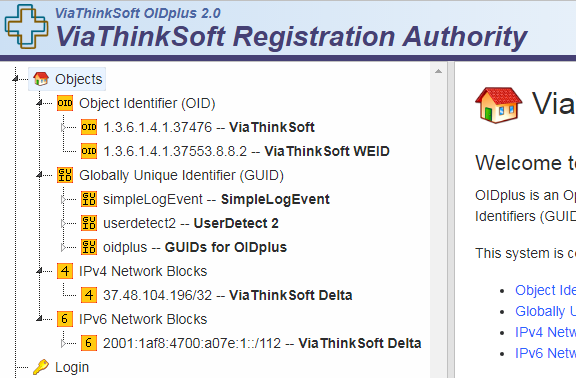 ViaThinkSoft OIDplus 2.0
ViaThinkSoft Registration Authority
Objects
OID Object Identifier (OID)
OID 1.3.6.1.4.1.37476 -- ViaThinkSoft
OID 1.3.6.1.4.1.37553.8.8.2 -- ViaThinkSoft WEID
GUID Globally Unique Identifier (GUID)
GUID simpleLogEvent -- SimpleLogEvent
GUID userdetect2 -- UserDetect 2
GUID oidplus -- GUIDs for OIDplus
4 IPv4 Network Blocks
4 37.48.104.196/32 -- ViaThinkSoft Delta
6 IPv6 Network Blocks
6 2001:1af8:4700:a07e:1::/112 -- ViaThinkSoft Delta
Login
Via
Welcome to
OIDplus is an Op
Identifiers (GUID
This system is c
Object Ide
Globally U
IPv4 Netw
IPv6 Netw